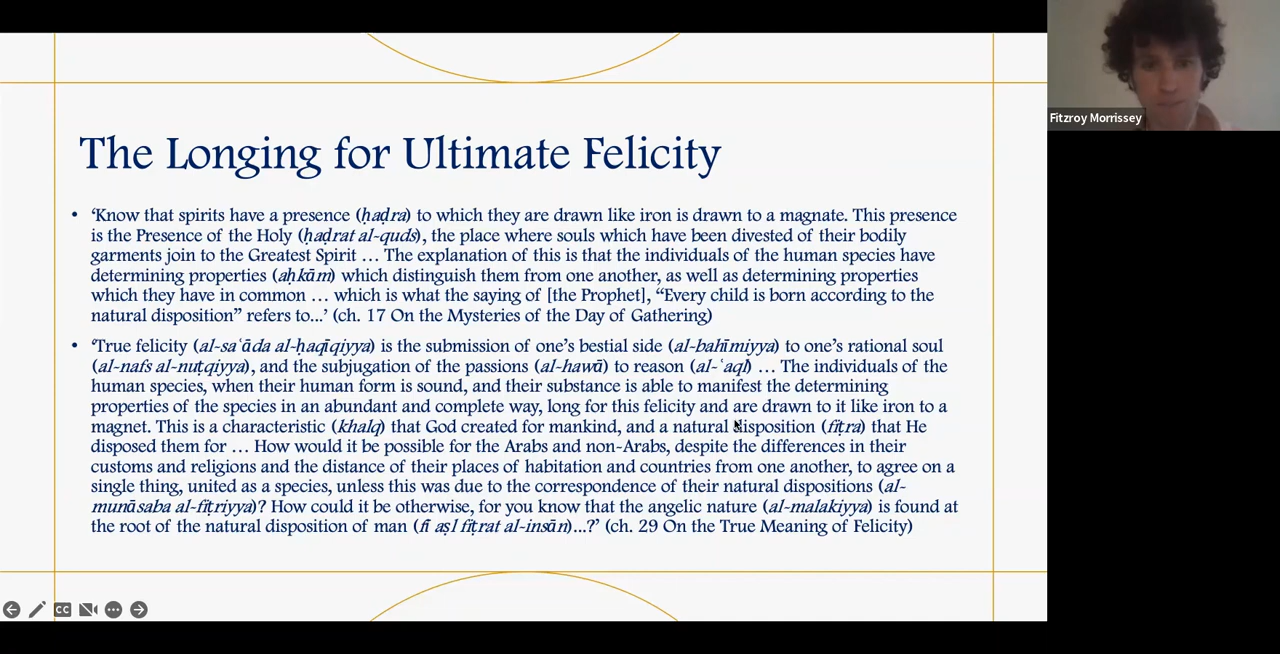 The Longing for Ultimate Felicity
• ‘Know that spirits have a presence (ḥaḍra) to which they are drawn like iron is drawn to a magnate. This presence
is the Presence of the Holy (ḥaḍrat al-quds), the place where souls which have been divested of their bodily
garments join to the Greatest Spirit … The explanation of this is that the individuals of the human species have
determining properties (aḥkām) which distinguish them from one another, as well as determining properties
which they have in common … which is what the saying of [the Prophet], “Every child is born according to the
natural disposition” refers to...’ (ch. 17 On the Mysteries of the Day of Gathering)
• ‘True felicity (al-saʿāda al-ḥaqīqiyya) is the submission of one’s bestial side (al-bahīmiyya) to one’s rational soul
(al-nafs al-nuṭqiyya), and the subjugation of the passions (al-hawā) to reason (al-ʿaql) … The individuals of the
human species, when their human form is sound, and their substance is able to manifest the determining
properties of the species in an abundant and complete way, long for this felicity and are drawn to it like iron to a
magnet. This is a characteristic (khalq) that God created for mankind, and a natural disposition (fiṭra) that He
disposed them for … How would it be possible for the Arabs and non-Arabs, despite the differences in their
customs and religions and the distance of their places of habitation and countries from one another, to agree on a
single thing, united as a species, unless this was due to the correspondence of their natural dispositions (al-
munāsaba al-fiṭriyya)? How could it be otherwise, for you know that the angelic nature (al-malakiyya) is found at
the root of the natural disposition of man (fī aṣl fiṭrat al-insān)...?’ (ch. 29 On the True Meaning of Felicity)
Fitzroy Morrissey
CC